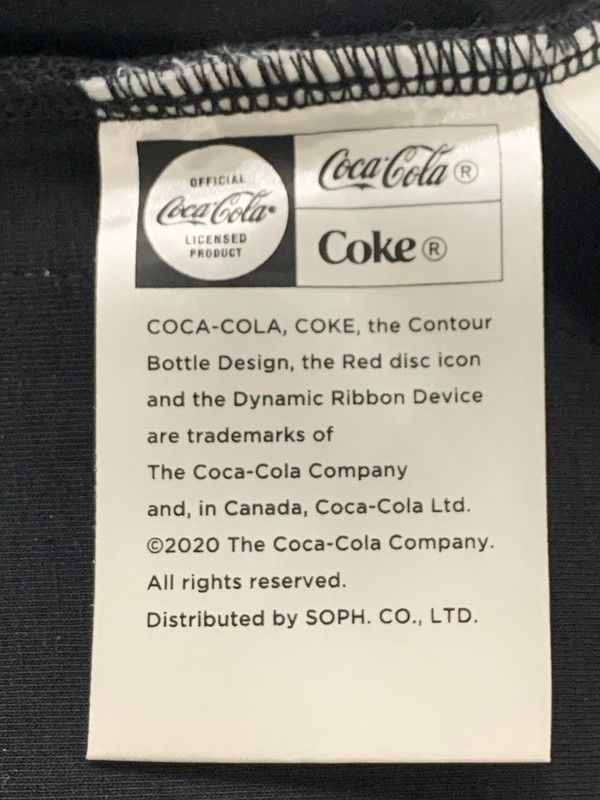 OFFICIAL
Coca-Cola®
LICENSED
PRODUCT
Coca-Cola®
Coke®
COCA-COLA, COKE, the Contour
Bottle Design, the Red disc icon
and the Dynamic Ribbon Device
are trademarks of
The Coca-Cola Company
and, in Canada, Coca-Cola Ltd.
©2020 The Coca-Cola Company.
All rights reserved.
Distributed by SOPH. CO., LTD.